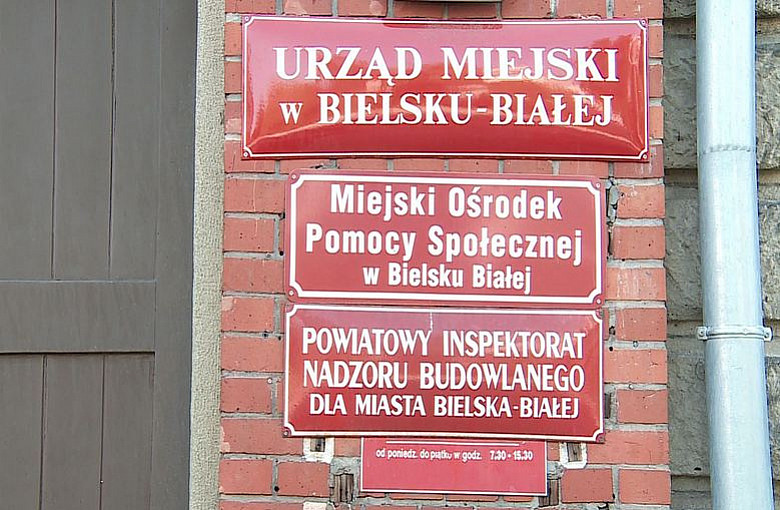 URZĄD MIEJSKI
w BIELSKU-BIAŁEJ
Miejski Ośrodek
Pomocy Społecznej
w Bielsku Białej
POWIATOWY INSPEKTORAT
NADZORU BUDOWLANEGO
DLA MIASTA BIELSKA-BIAŁEJ
od poniedz. do piątku w godz. 7.30 - 15.30